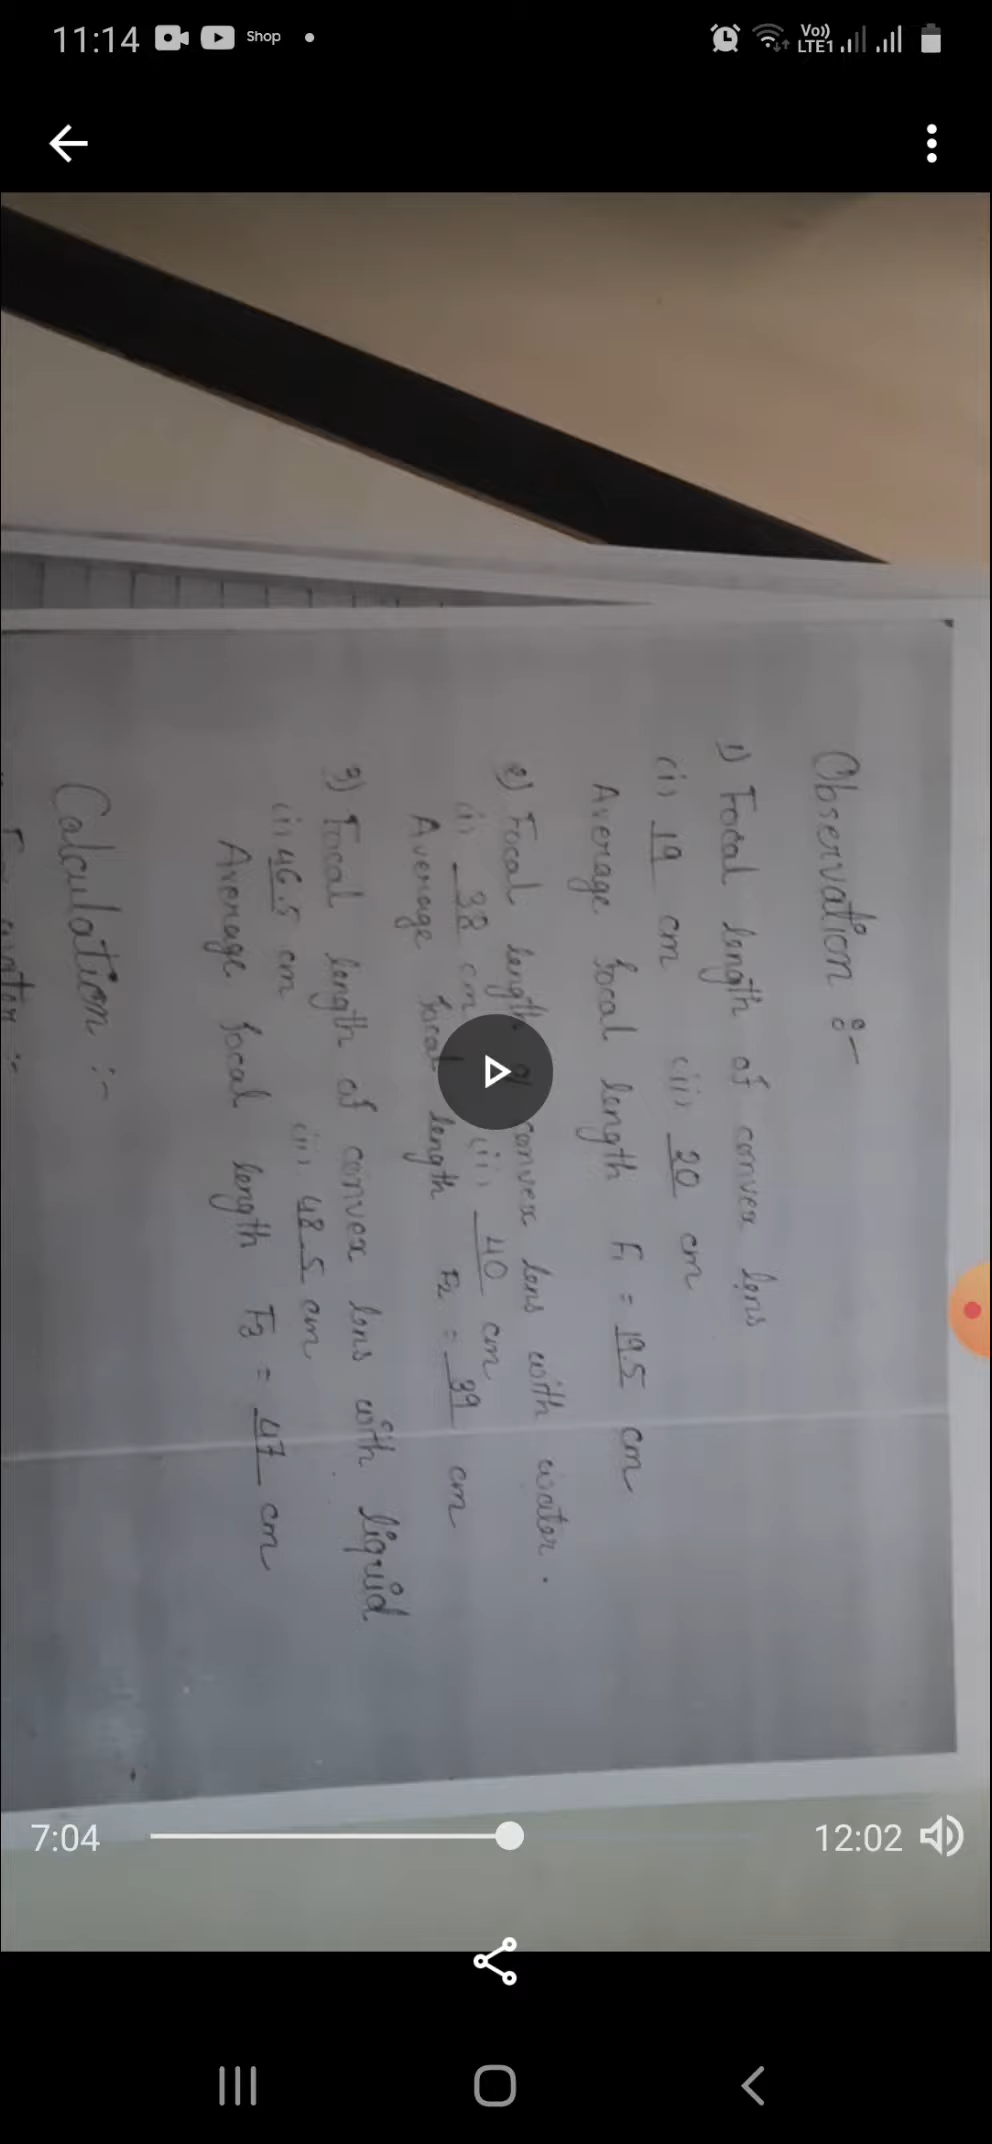 11:14 Shop
Vo)) LTE1
Observation :-
1) Focal length of convex lens
(i) 19 cm (ii) 20 cm
Average focal length F1 = 19.5 cm
2) Focal length of convex lens with water.
(i) 38 cm (ii) 40 cm
Average focal length F2 = 39 cm
3) Focal length of convex lens with liquid
(i) 46.5 cm (ii) 48.5 cm
Average focal length F3 = 47 cm
Calculation :-
7:04 12:02